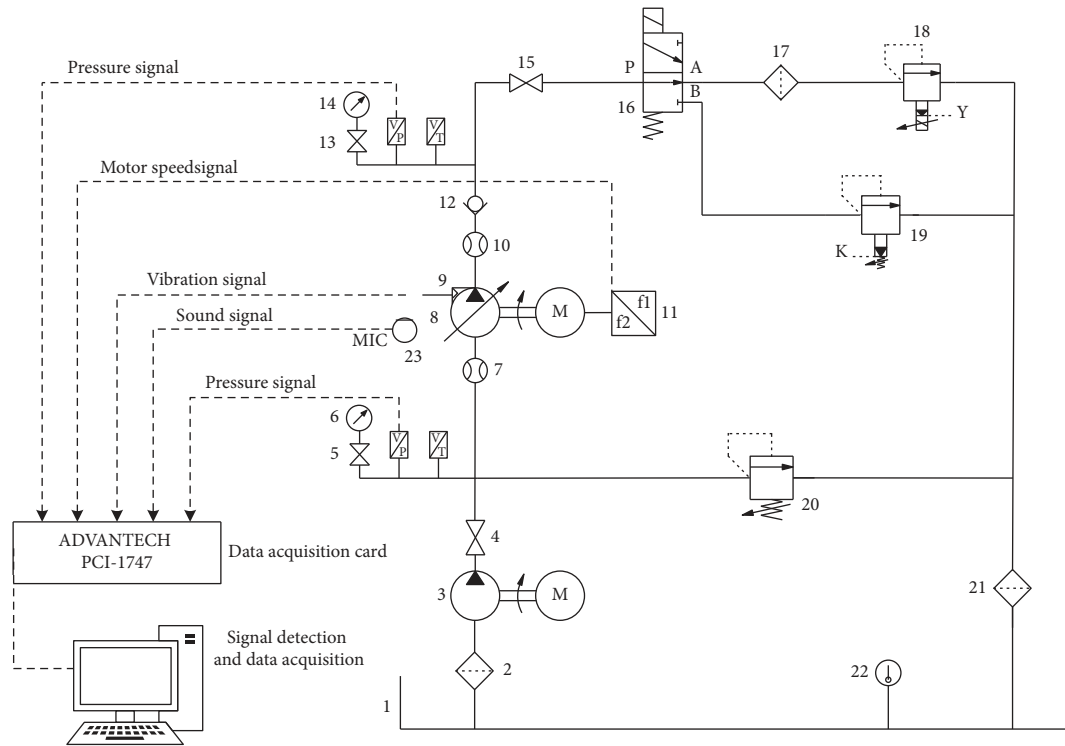 18
17
15
Pressure signal
P
A
B
14
16
Y
13
V
P
V
T
Motor speedsignal
12
19
10
K
Vibration signal
9
8
M
f1
f2
11
Sound signal
MIC
23
7
Pressure signal
6
5
V
P
V
T
20
4
ADVANTECH
PCI-1747
Data acquisition card
3
M
21
Signal detection
and data acquisition
2
22
1